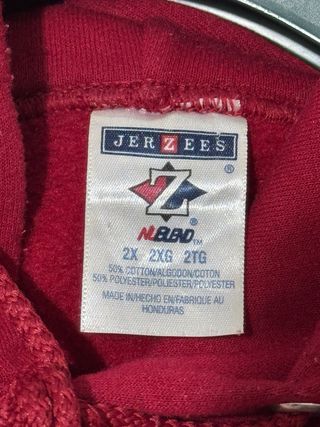 JERZEES
®
Z
®
NUBLEND™
2X 2XG 2TG
50% COTTON/ALGODON/COTON
50% POLYESTER/POLIESTER/POLYESTER
MADE IN/HECHO EN/FABRIQUE AU
HONDURAS